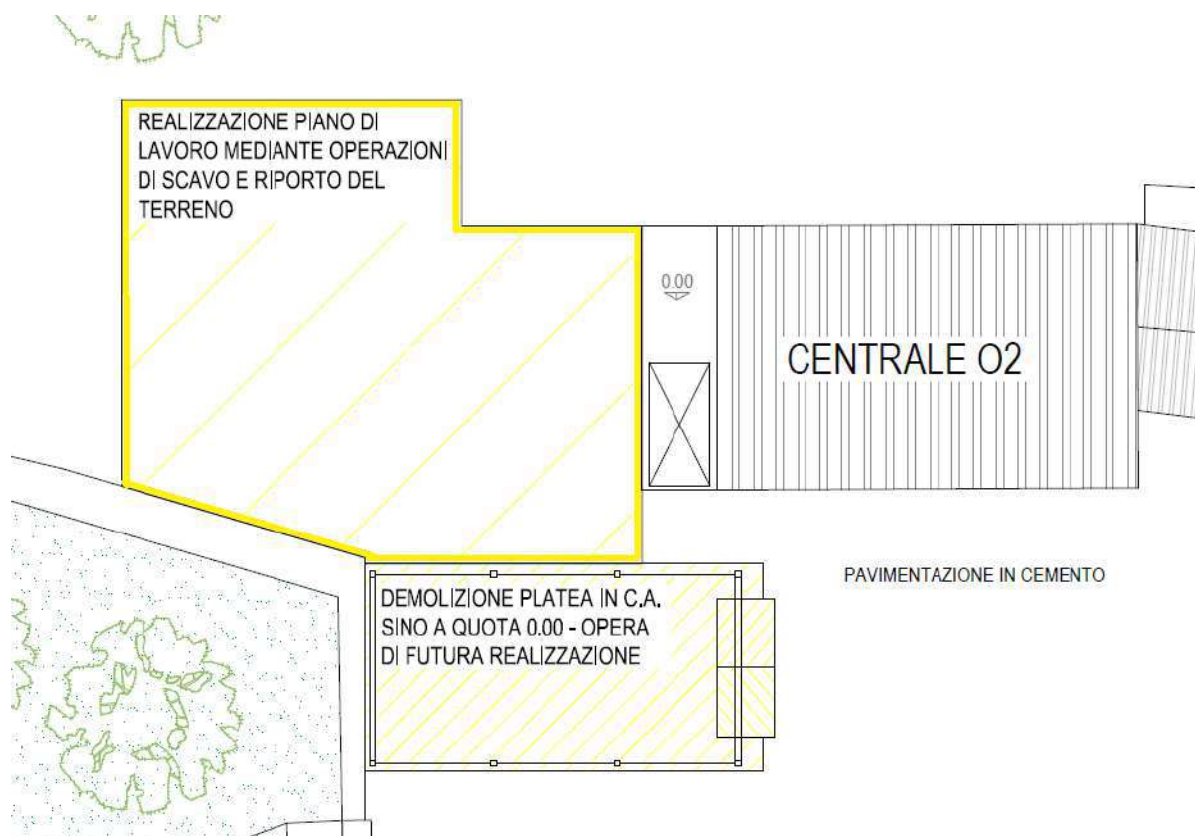 REALIZZAZIONE PIANO DI
LAVORO MEDIANTE OPERAZIONI
DI SCAVO E RIPORTO DEL
TERRENO
0.00
CENTRALE O2
PAVIMENTAZIONE IN CEMENTO
DEMOLIZIONE PLATEA IN C.A.
SINO A QUOTA 0.00 - OPERA
DI FUTURA REALIZZAZIONE